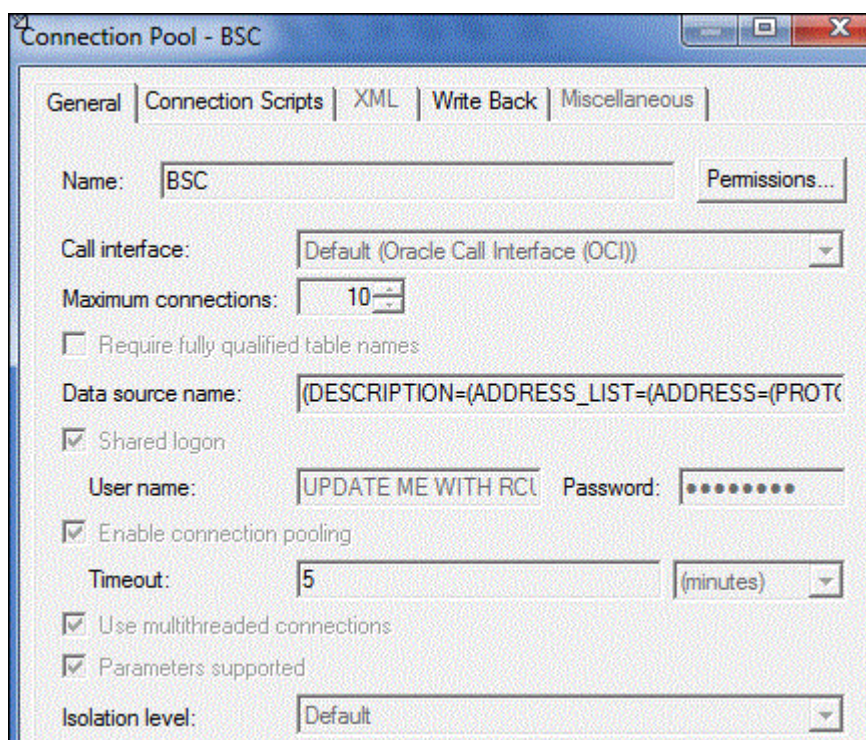 Connection Pool - BSC
General Connection Scripts XML Write Back Miscellaneous
Name: BSC Permissions...
Call interface: Default (Oracle Call Interface (OCI))
Maximum connections: 10
Require fully qualified table names
Data source name: (DESCRIPTION=(ADDRESS_LIST=(ADDRESS=(PROTO
Shared logon
User name: UPDATE ME WITH RCU Password: ●●●●●●●●
Enable connection pooling
Timeout: 5 (minutes)
Use multithreaded connections
Parameters supported
Isolation level: Default